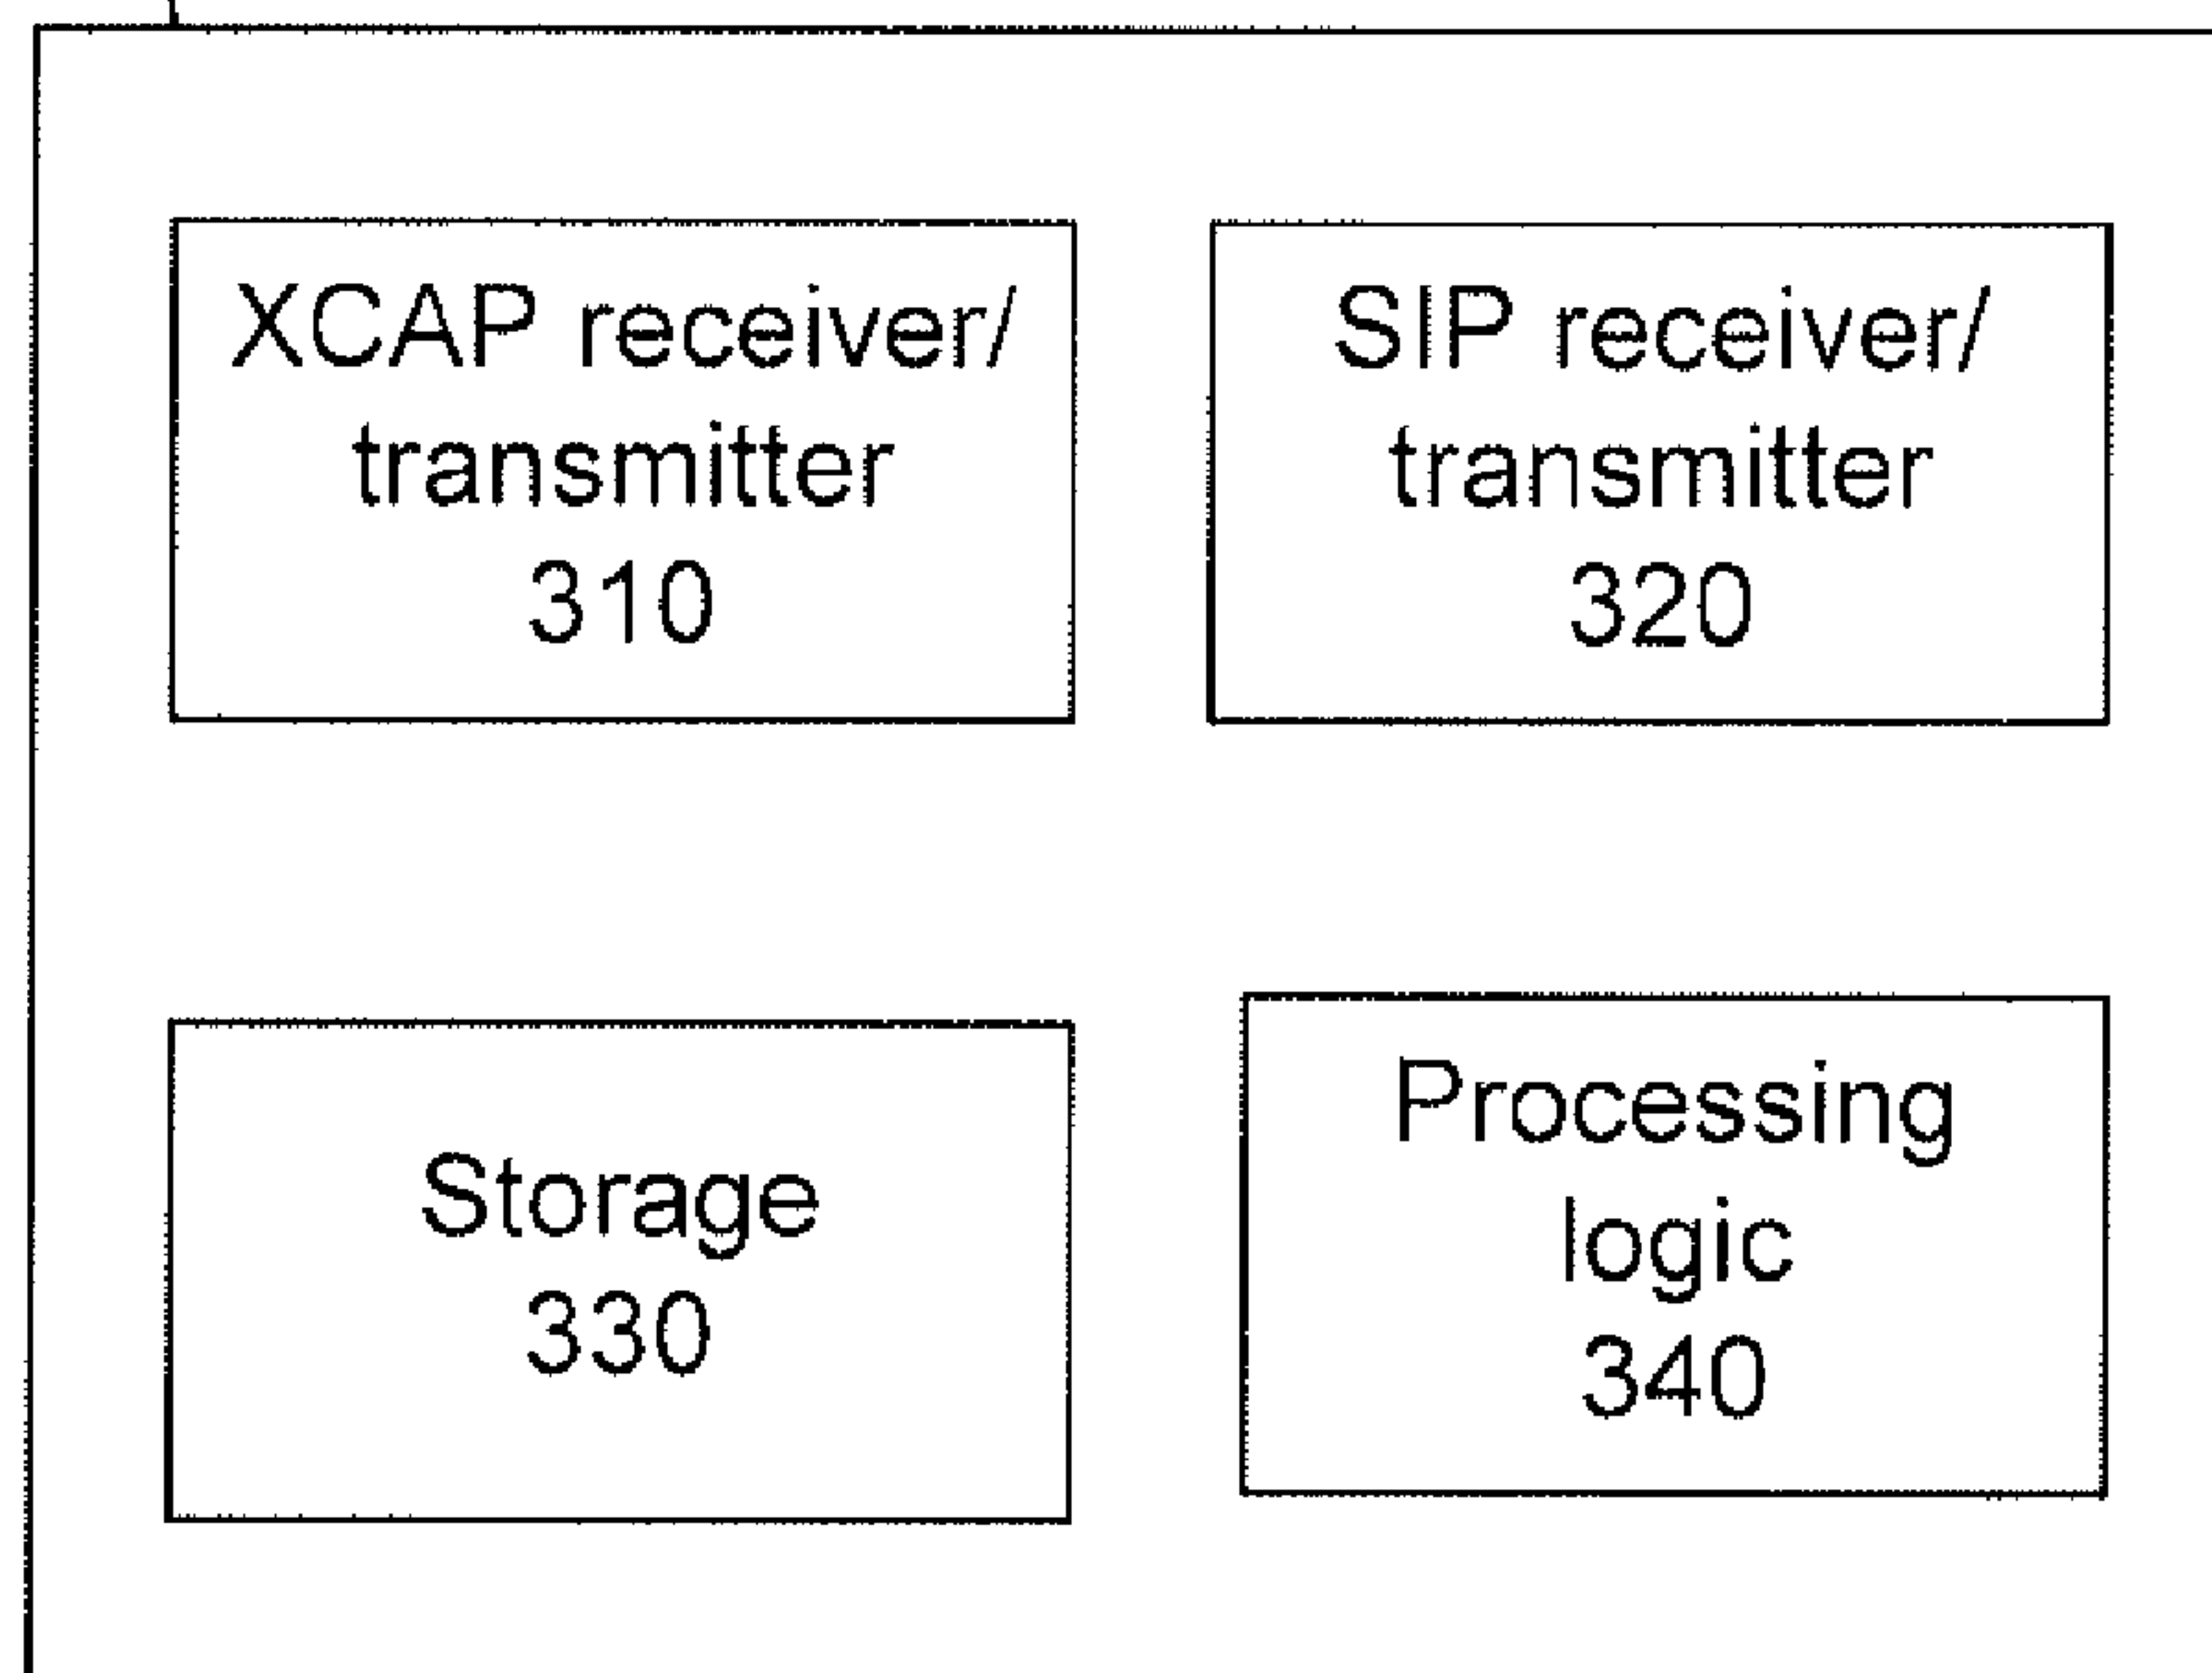 XCAP receiver/
transmitter
310
SIP receiver/
transmitter
320
Storage
330
Processing
logic
340